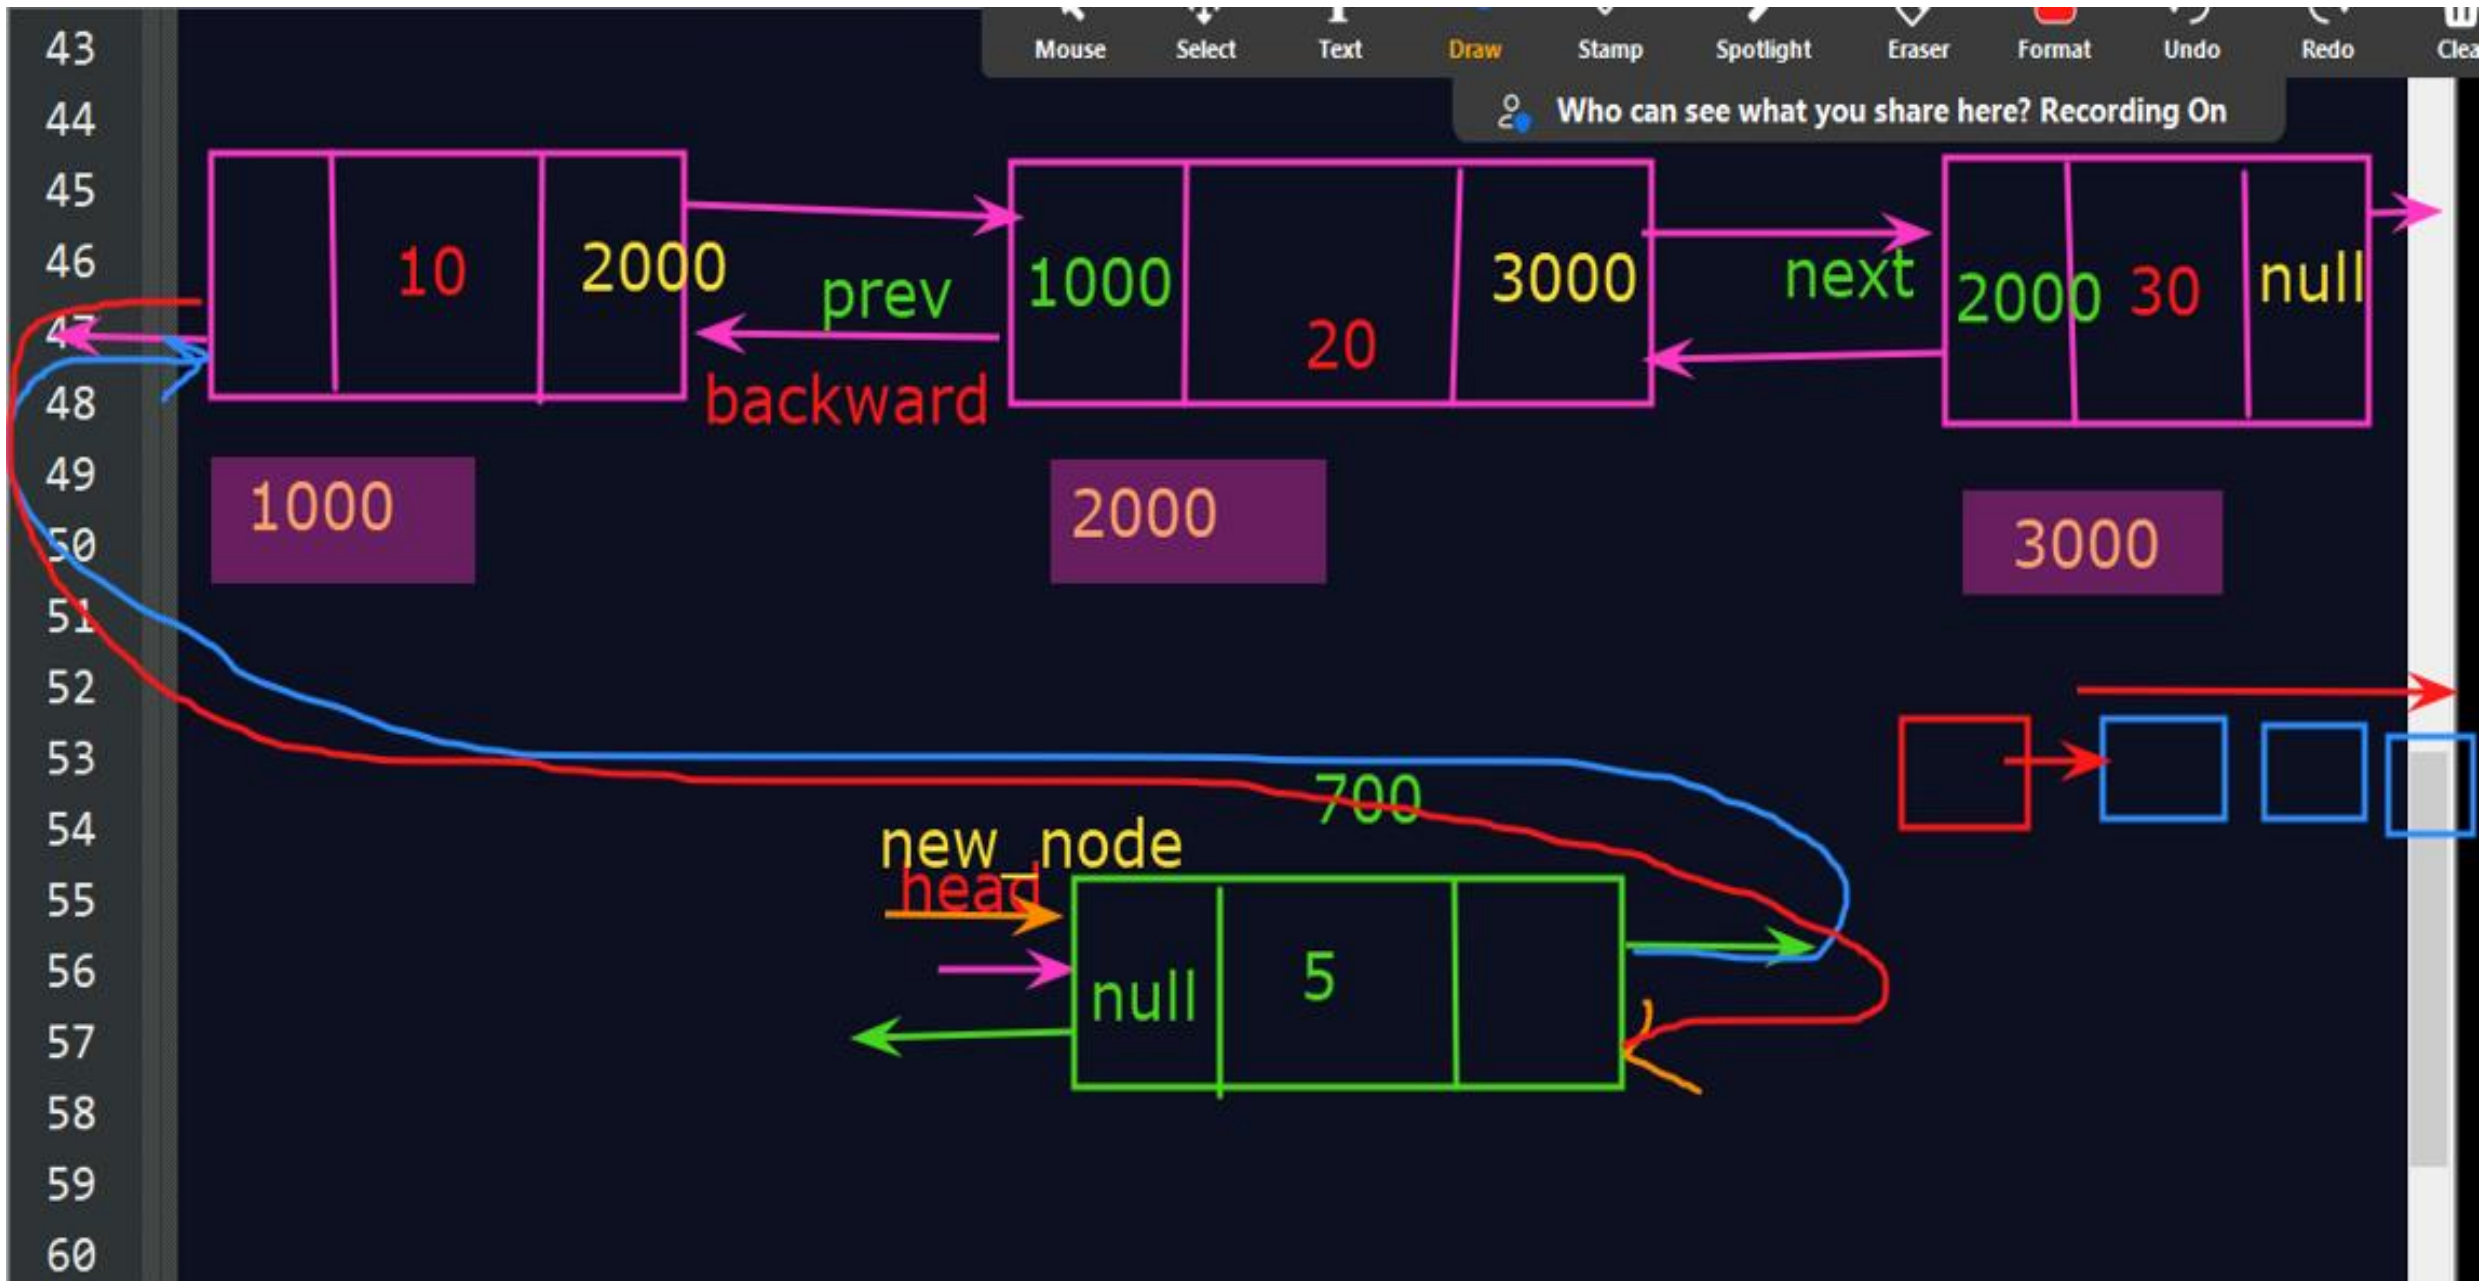 Mouse Select Text Draw Stamp Spotlight Eraser Format Undo Redo Clea
Who can see what you share here? Recording On
43
44
45
46
47
48
49
50
51
52
53
54
55
56
57
58
59
60
10 2000
prev
backward
1000 20 3000
next
2000 30 null
1000
2000
3000
700
new_node
head
null 5